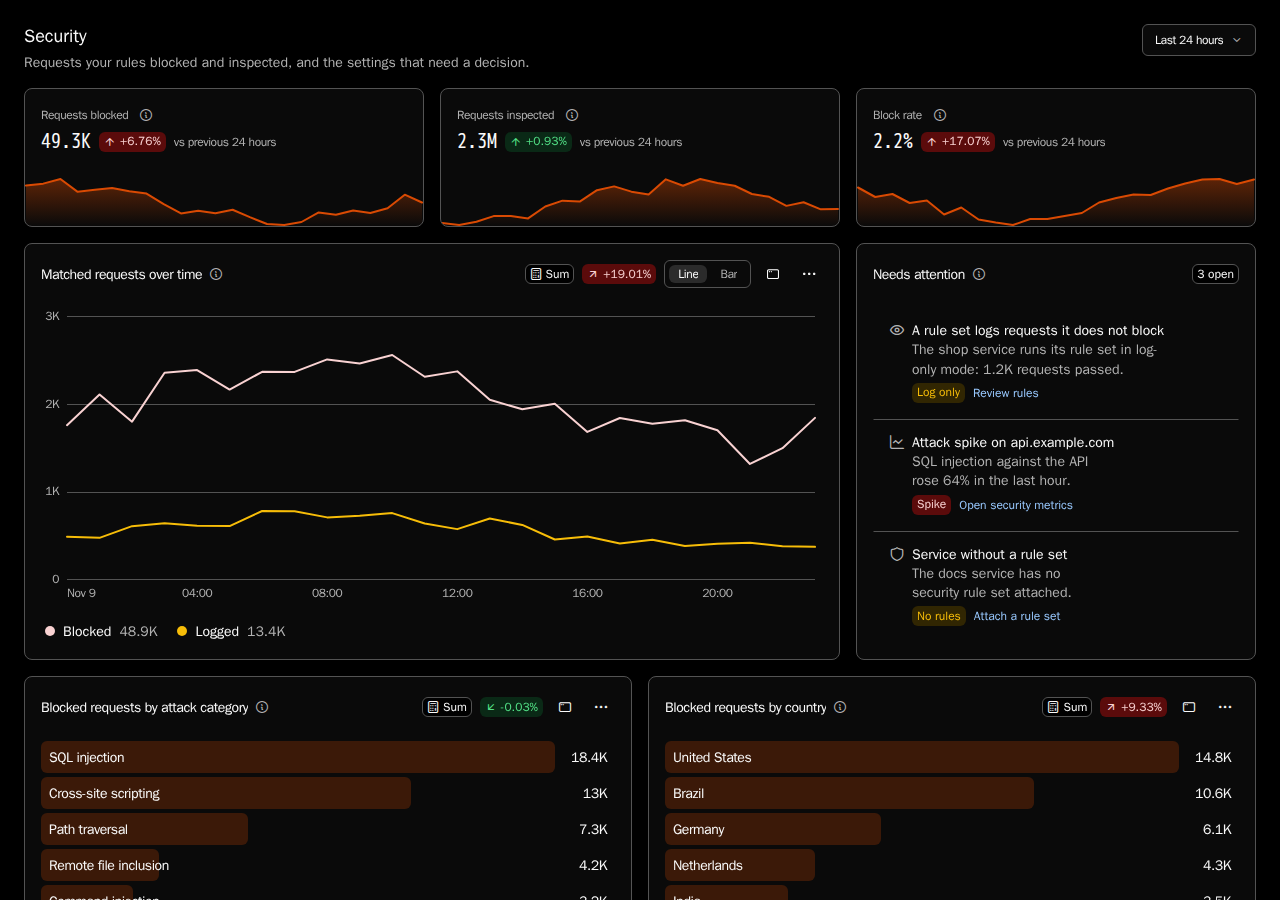 Security
Last 24 hours
Requests your rules blocked and inspected, and the settings that need a decision.
Requests blocked
49.3K +6.76% vs previous 24 hours
Requests inspected
2.3M +0.93% vs previous 24 hours
Block rate
2.2% +17.07% vs previous 24 hours
Matched requests over time
Sum +19.01% Line Bar
3K
2K
1K
0
Nov 9 04:00 08:00 12:00 16:00 20:00
Blocked 48.9K Logged 13.4K
Needs attention 3 open
A rule set logs requests it does not block
The shop service runs its rule set in log-
only mode: 1.2K requests passed.
Log only Review rules
Attack spike on api.example.com
SQL injection against the API
rose 64% in the last hour.
Spike Open security metrics
Service without a rule set
The docs service has no
security rule set attached.
No rules Attach a rule set
Blocked requests by attack category Sum -0.03%
SQL injection 18.4K
Cross-site scripting 13K
Path traversal 7.3K
Remote file inclusion 4.2K
Blocked requests by country Sum +9.33%
United States 14.8K
Brazil 10.6K
Germany 6.1K
Netherlands 4.3K